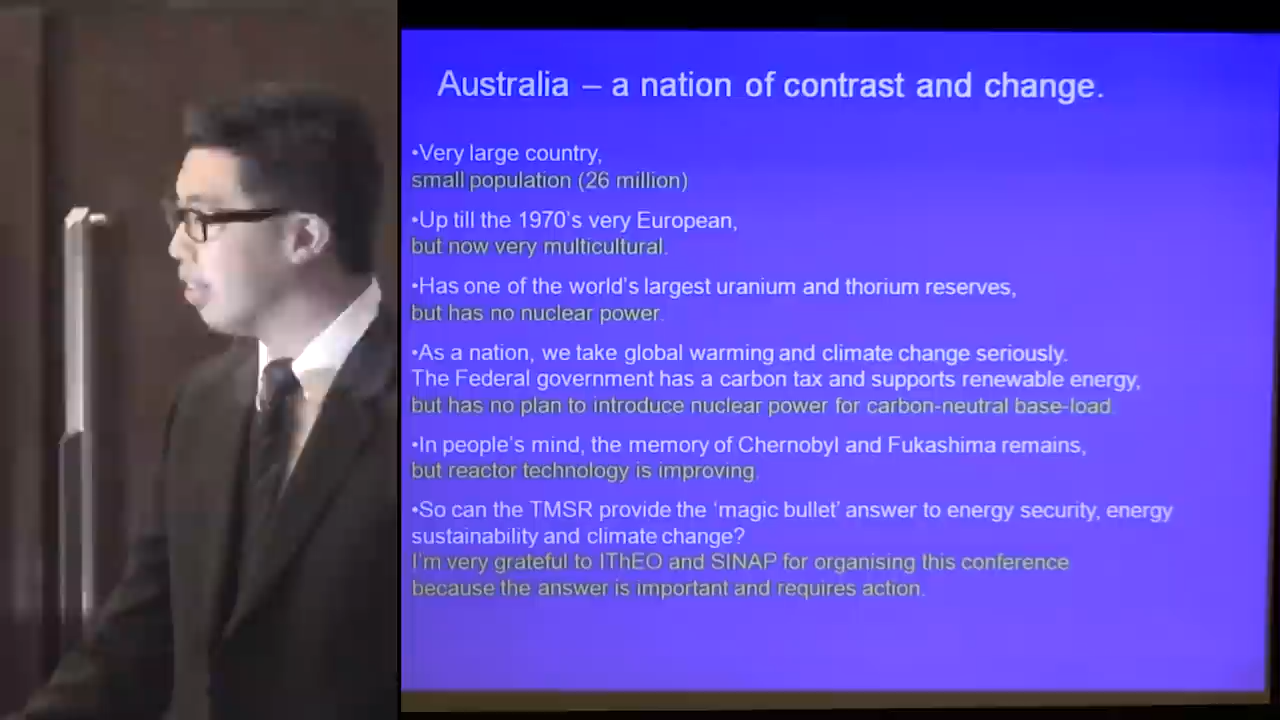 Australia – a nation of contrast and change.
•Very large country,
small population (26 million)
•Up till the 1970's very European,
but now very multicultural.
•Has one of the world's largest uranium and thorium reserves,
but has no nuclear power.
•As a nation, we take global warming and climate change seriously.
The Federal government has a carbon tax and supports renewable energy,
but has no plan to introduce nuclear power for carbon-neutral base-load.
•In people's mind, the memory of Chernobyl and Fukashima remains,
but reactor technology is improving.
•So can the TMSR provide the 'magic bullet' answer to energy security, energy
sustainability and climate change?
I'm very grateful to IThEO and SINAP for organising this conference
because the answer is important and requires action.